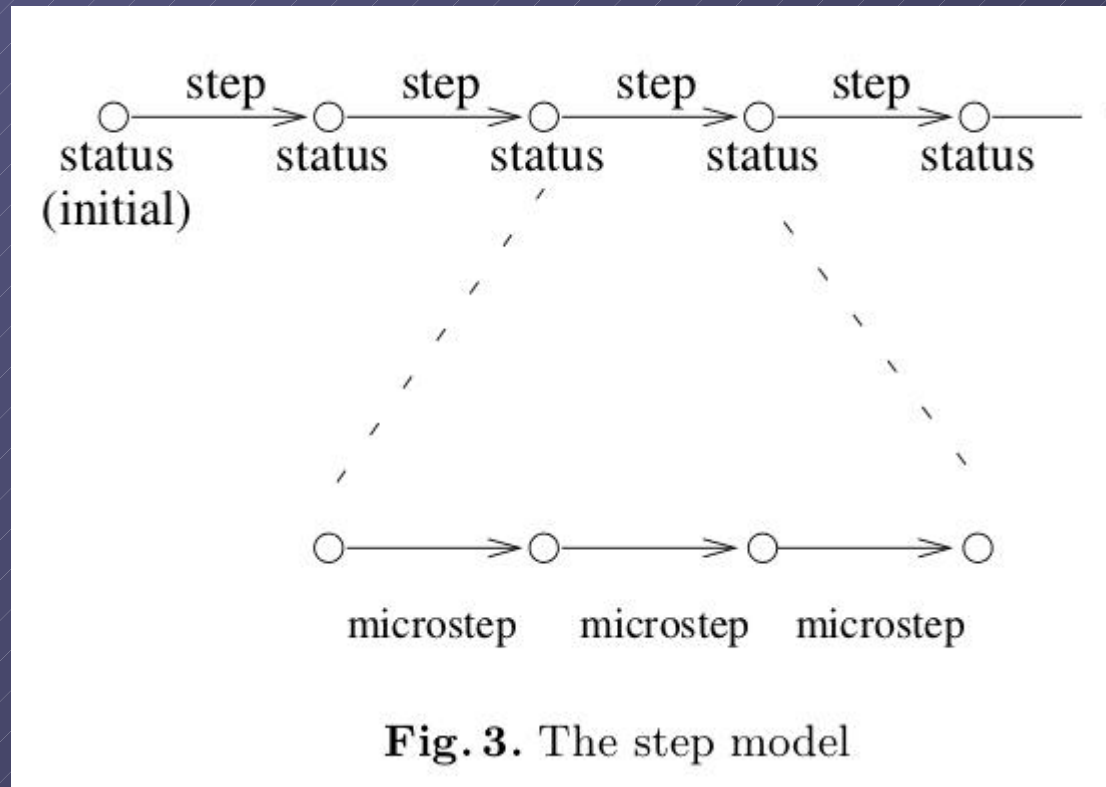 step step step step
status status status status status
(initial)
microstep microstep microstep
Fig. 3. The step model